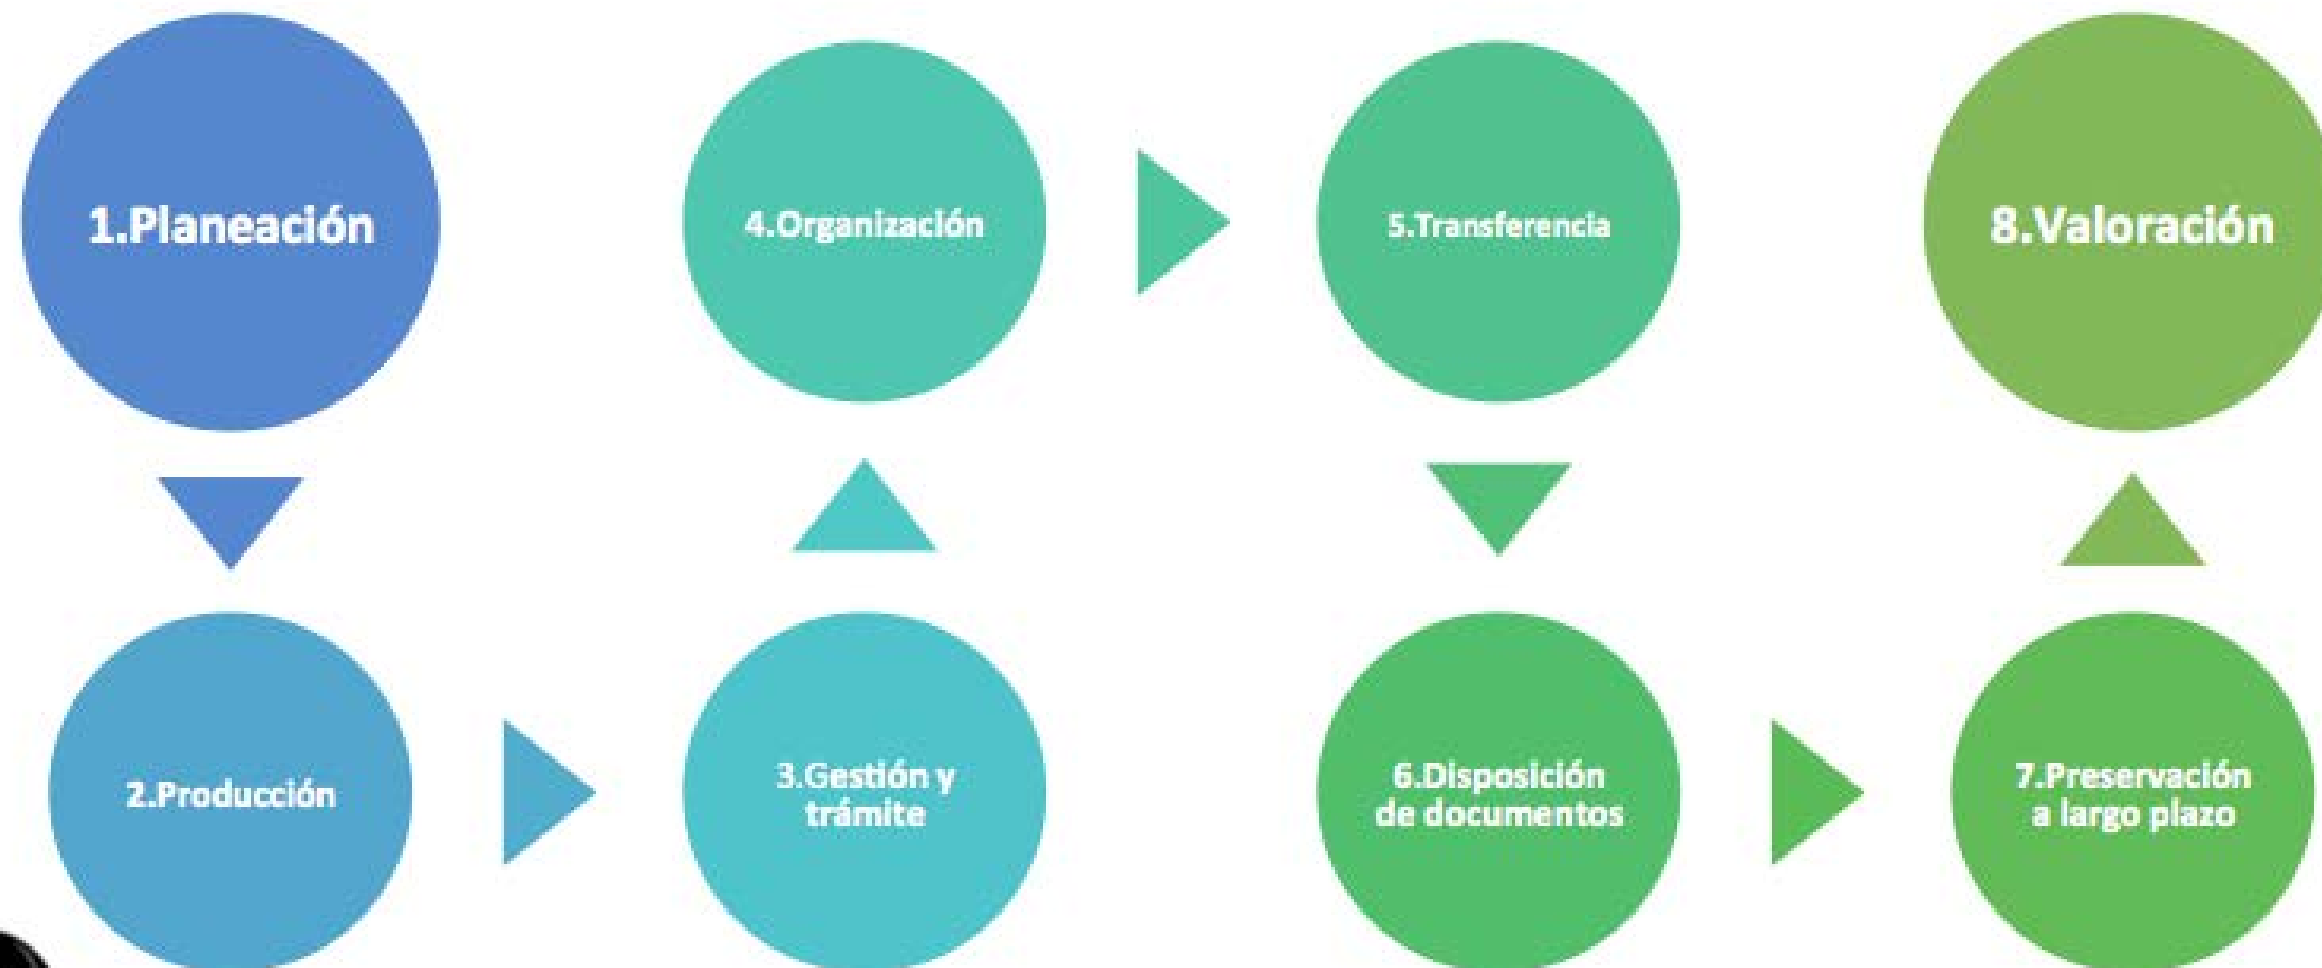 1.Planeación
2.Producción
3.Gestión y
trámite
4.Organización
5.Transferencia
6.Disposición
de documentos
7.Preservación
a largo plazo
8.Valoración